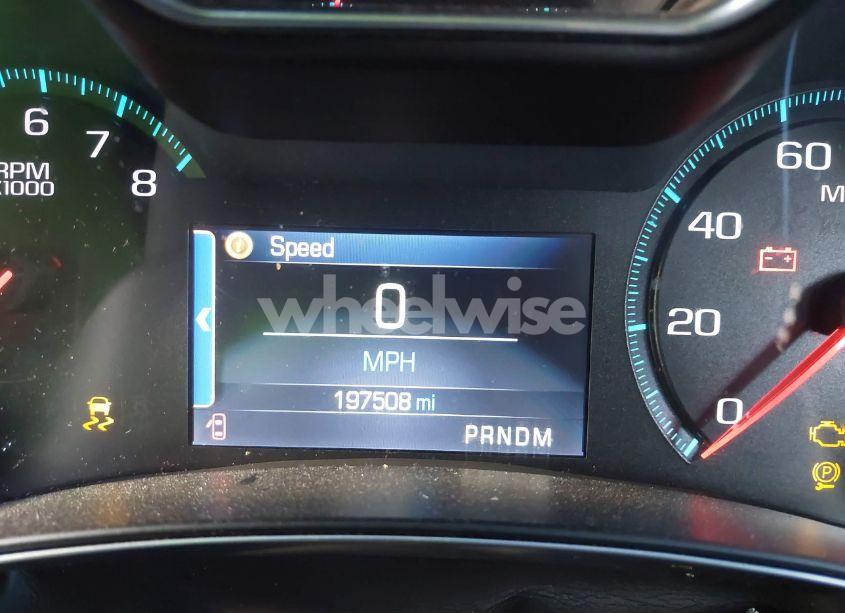 6
7
8
RPM
X1000
Speed
0
MPH
197508 mi
PRNDM
wheelwise
60
40
20
0
M
P